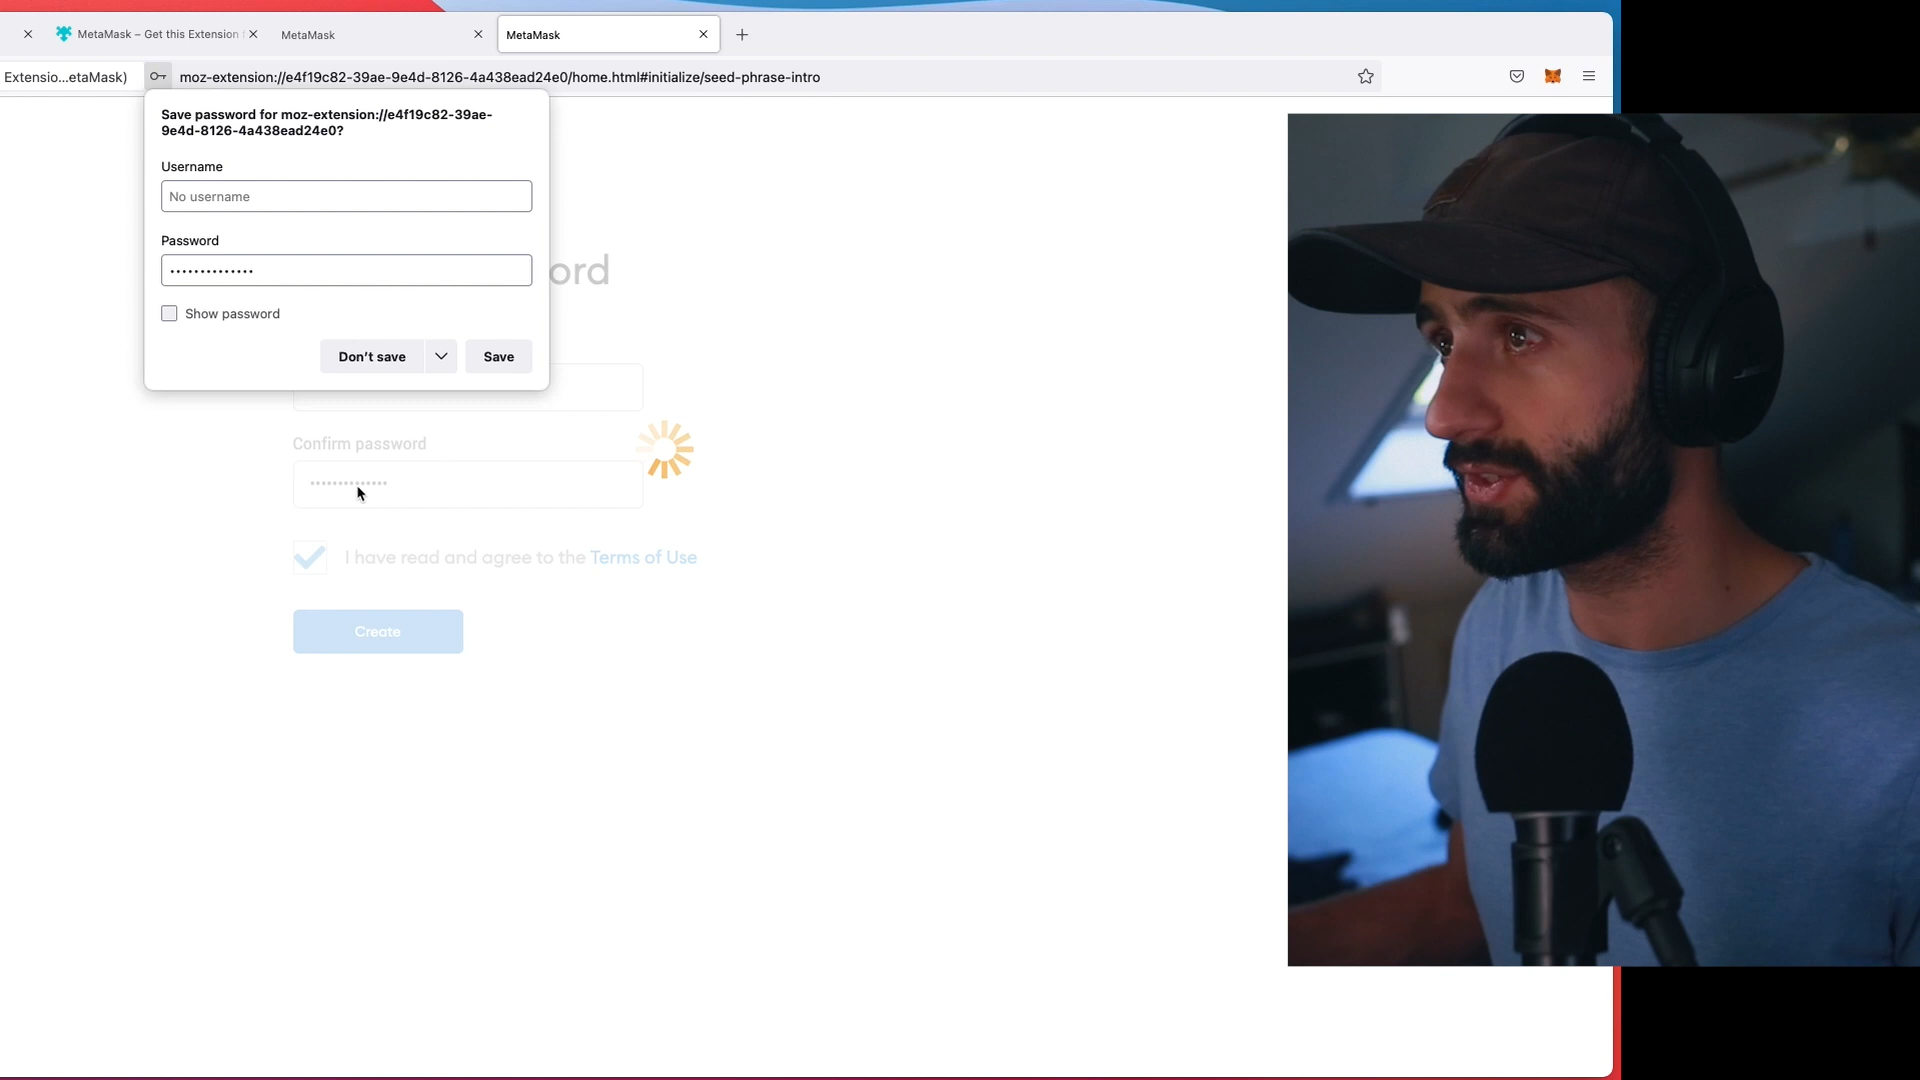 MetaMask – Get this Extension
MetaMask
MetaMask
Extensio...etaMask)
moz-extension://e4f19c82-39ae-9e4d-8126-4a438ead24e0/home.html#initialize/seed-phrase-intro
Save password for moz-extension://e4f19c82-39ae-
9e4d-8126-4a438ead24e0?
Username
No username
Password
••••••••••••••
Show password
Don’t save
Save
ord
Confirm password
••••••••••••••
I have read and agree to the Terms of Use
Create